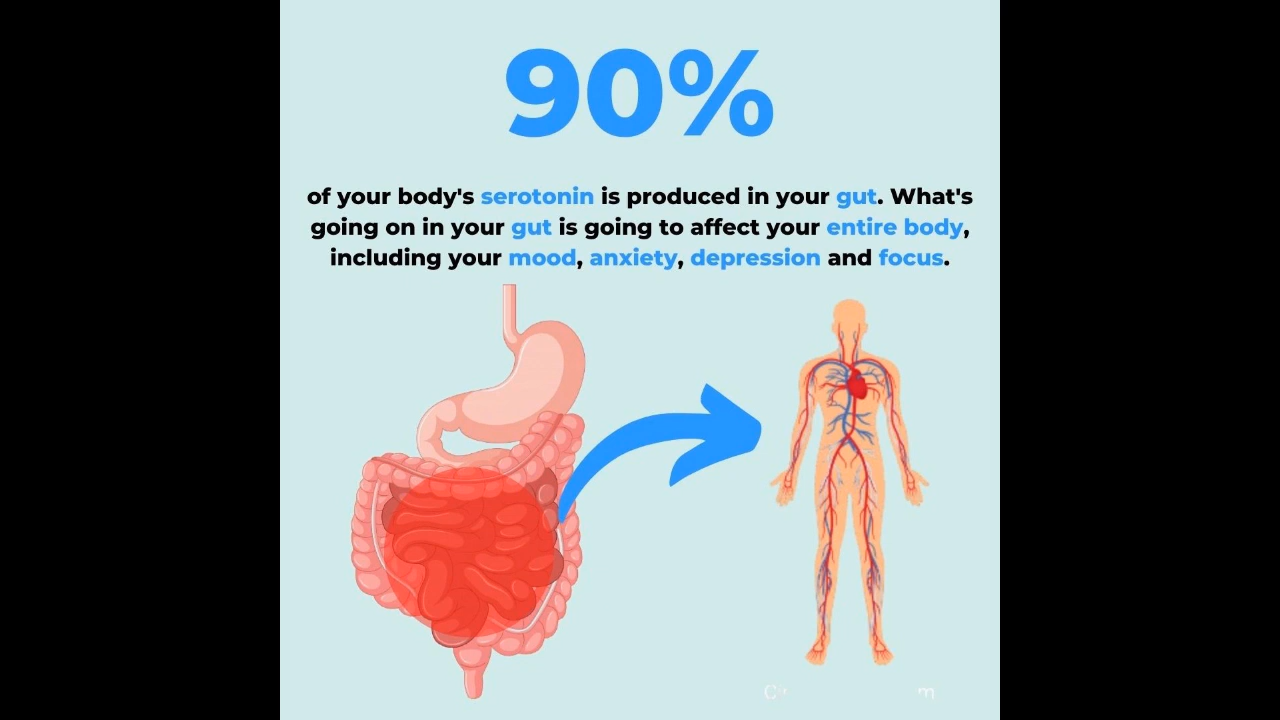 90%
of your body's serotonin is produced in your gut. What's
going on in your gut is going to affect your entire body,
including your mood, anxiety, depression and focus.